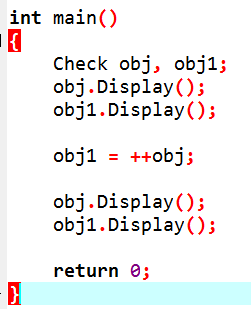 int main()
{
Check obj, obj1;
obj.Display();
obj1.Display();
obj1 = ++obj;
obj.Display();
obj1.Display();
return 0;
}